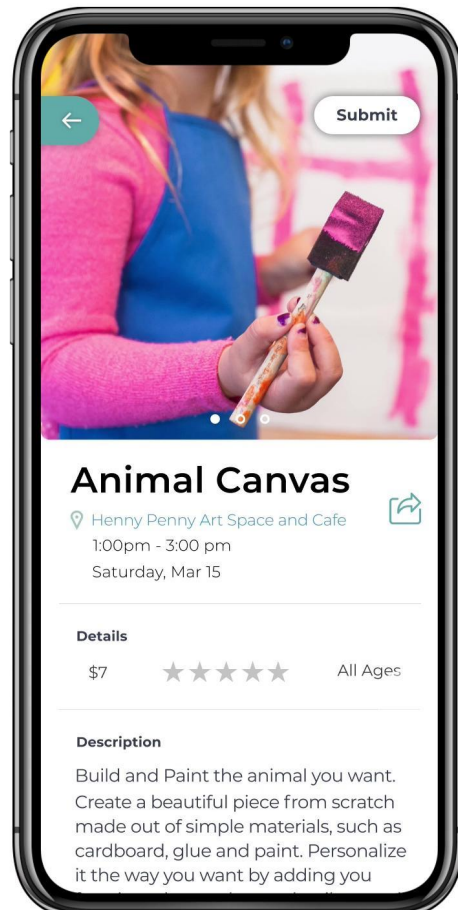 Submit
Animal Canvas
Henny Penny Art Space and Cafe
1:00pm - 3:00 pm
Saturday, Mar 15
Details
$7
All Ages
Description
Build and Paint the animal you want.
Create a beautiful piece from scratch
made out of simple materials, such as
cardboard, glue and paint. Personalize
it the way you want by adding you